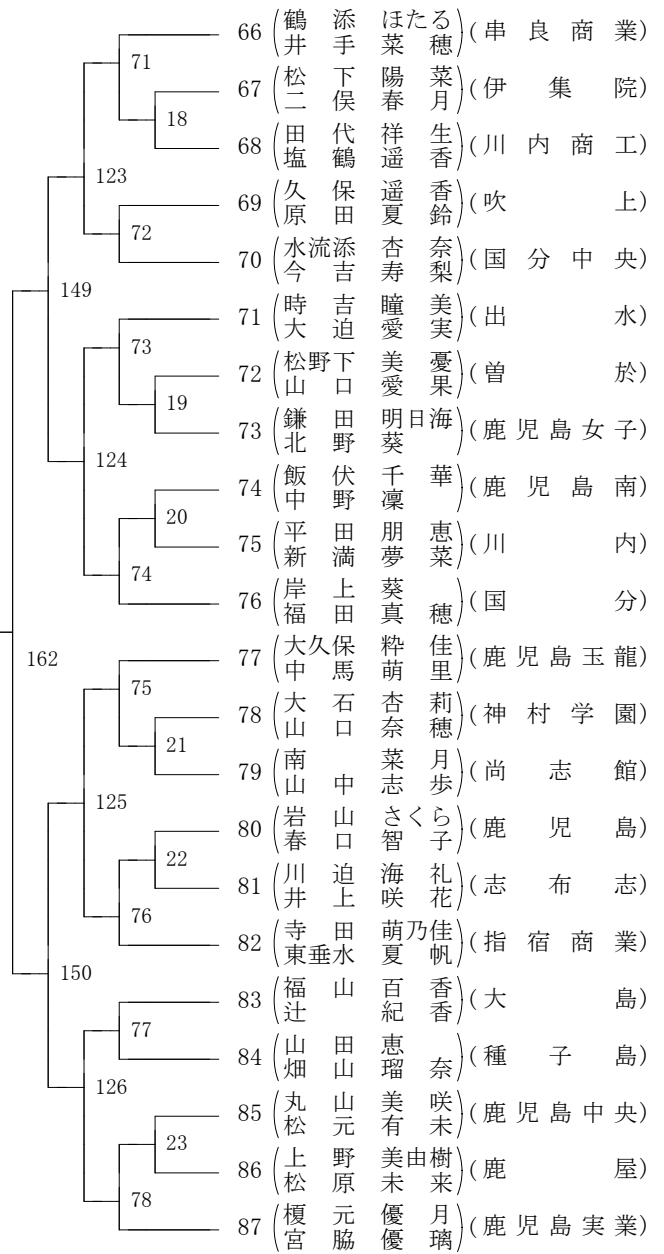 66 (鶴添ほたる 井手菜穂) (串良商業)
71
67 (松下陽菜 二俣春月) (伊集院)
18
68 (田代祥生 塩鶴遥香) (川内商工)
123
69 (久保遥香 原田夏鈴) (吹上)
72
70 (水流添杏奈 今吉寿梨) (国分中央)
149
71 (時吉瞳美 大迫愛実) (出水)
73
72 (松野下美憂 山口愛果) (曽於)
19
73 (鎌田明日海 北野葵) (鹿児島女子)
124
74 (飯伏千華 中野凜) (鹿児島南)
20
75 (平田朋恵 新満夢菜) (川内)
74
76 (岸上葵 福田真穂) (国分)
162
77 (大久保粋佳 中馬萌里) (鹿児島玉龍)
75
78 (大石杏莉 山口奈穂) (神村学園)
21
79 (南菜月 山中志歩) (尚志館)
125
80 (岩山さくら 春口智子) (鹿児島)
22
81 (川迫海礼 井上咲花) (志布志)
76
82 (寺田萌乃佳 東垂水夏帆) (指宿商業)
150
83 (福山百香 辻紀香) (大島)
77
84 (山田恵 畑山瑠奈) (種子島)
126
85 (丸山美咲 松元有未) (鹿児島中央)
23
86 (上野美由樹 松原未来) (鹿屋)
78
87 (榎元優月 宮脇優璃) (鹿児島実業)